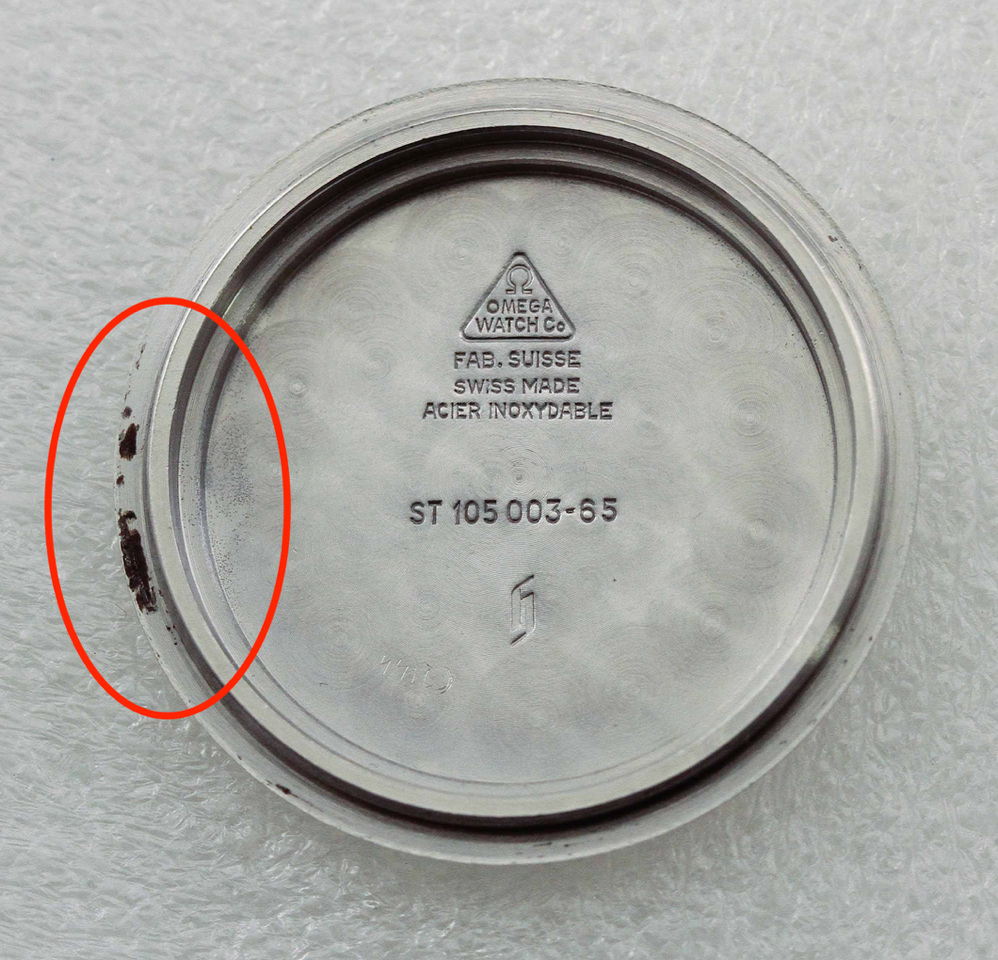 Ω
OMEGA
WATCH Co
FAB. SUISSE
SWISS MADE
ACIER INOXYDABLE
ST 105 003-65